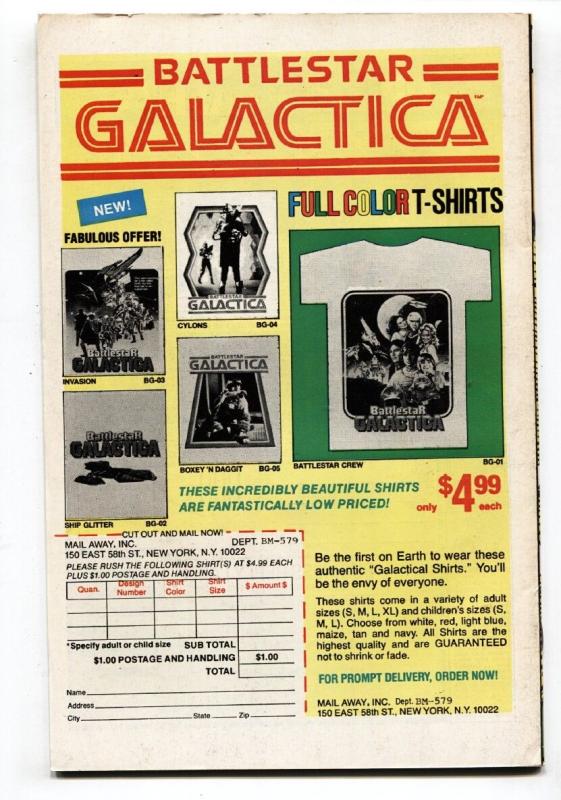 BATTLESTAR
GALACTICA™
NEW!
FABULOUS OFFER!
FULL COLOR T-SHIRTS
BattlestaR
GALACTICA
INVASION BG-03
BATTLESTAR
GALACTICA
CYLONS BG-04
BattlestaR
GALACTICA
SHIP GLITTER BG-02
BATTLESTAR
GALACTICA
BOXEY 'N DAGGIT BG-05
BattlestaR
GALACTICA
BATTLESTAR CREW BG-01
THESE INCREDIBLY BEAUTIFUL SHIRTS
ARE FANTASTICALLY LOW PRICED!
only $4.99 each
CUT OUT AND MAIL NOW!
MAIL AWAY, INC. DEPT. BM-579
150 EAST 58th ST., NEW YORK, N.Y. 10022
PLEASE RUSH THE FOLLOWING SHIRT(S) AT $4.99 EACH
PLUS $1.00 POSTAGE AND HANDLING.
Quan. Design Number Shirt Color Shirt Size $ Amount $
*Specify adult or child size SUB TOTAL
$1.00 POSTAGE AND HANDLING $1.00
TOTAL
Name
Address
City State Zip
Be the first on Earth to wear these
authentic "Galactical Shirts." You'll
be the envy of everyone.
These shirts come in a variety of adult
sizes (S, M, L, XL) and children's sizes (S,
M, L). Choose from white, red, light blue,
maize, tan and navy. All Shirts are the
highest quality and are GUARANTEED
not to shrink or fade.
FOR PROMPT DELIVERY, ORDER NOW!
MAIL AWAY, INC. Dept. BM-579
150 EAST 58th ST., NEW YORK, N.Y. 10022